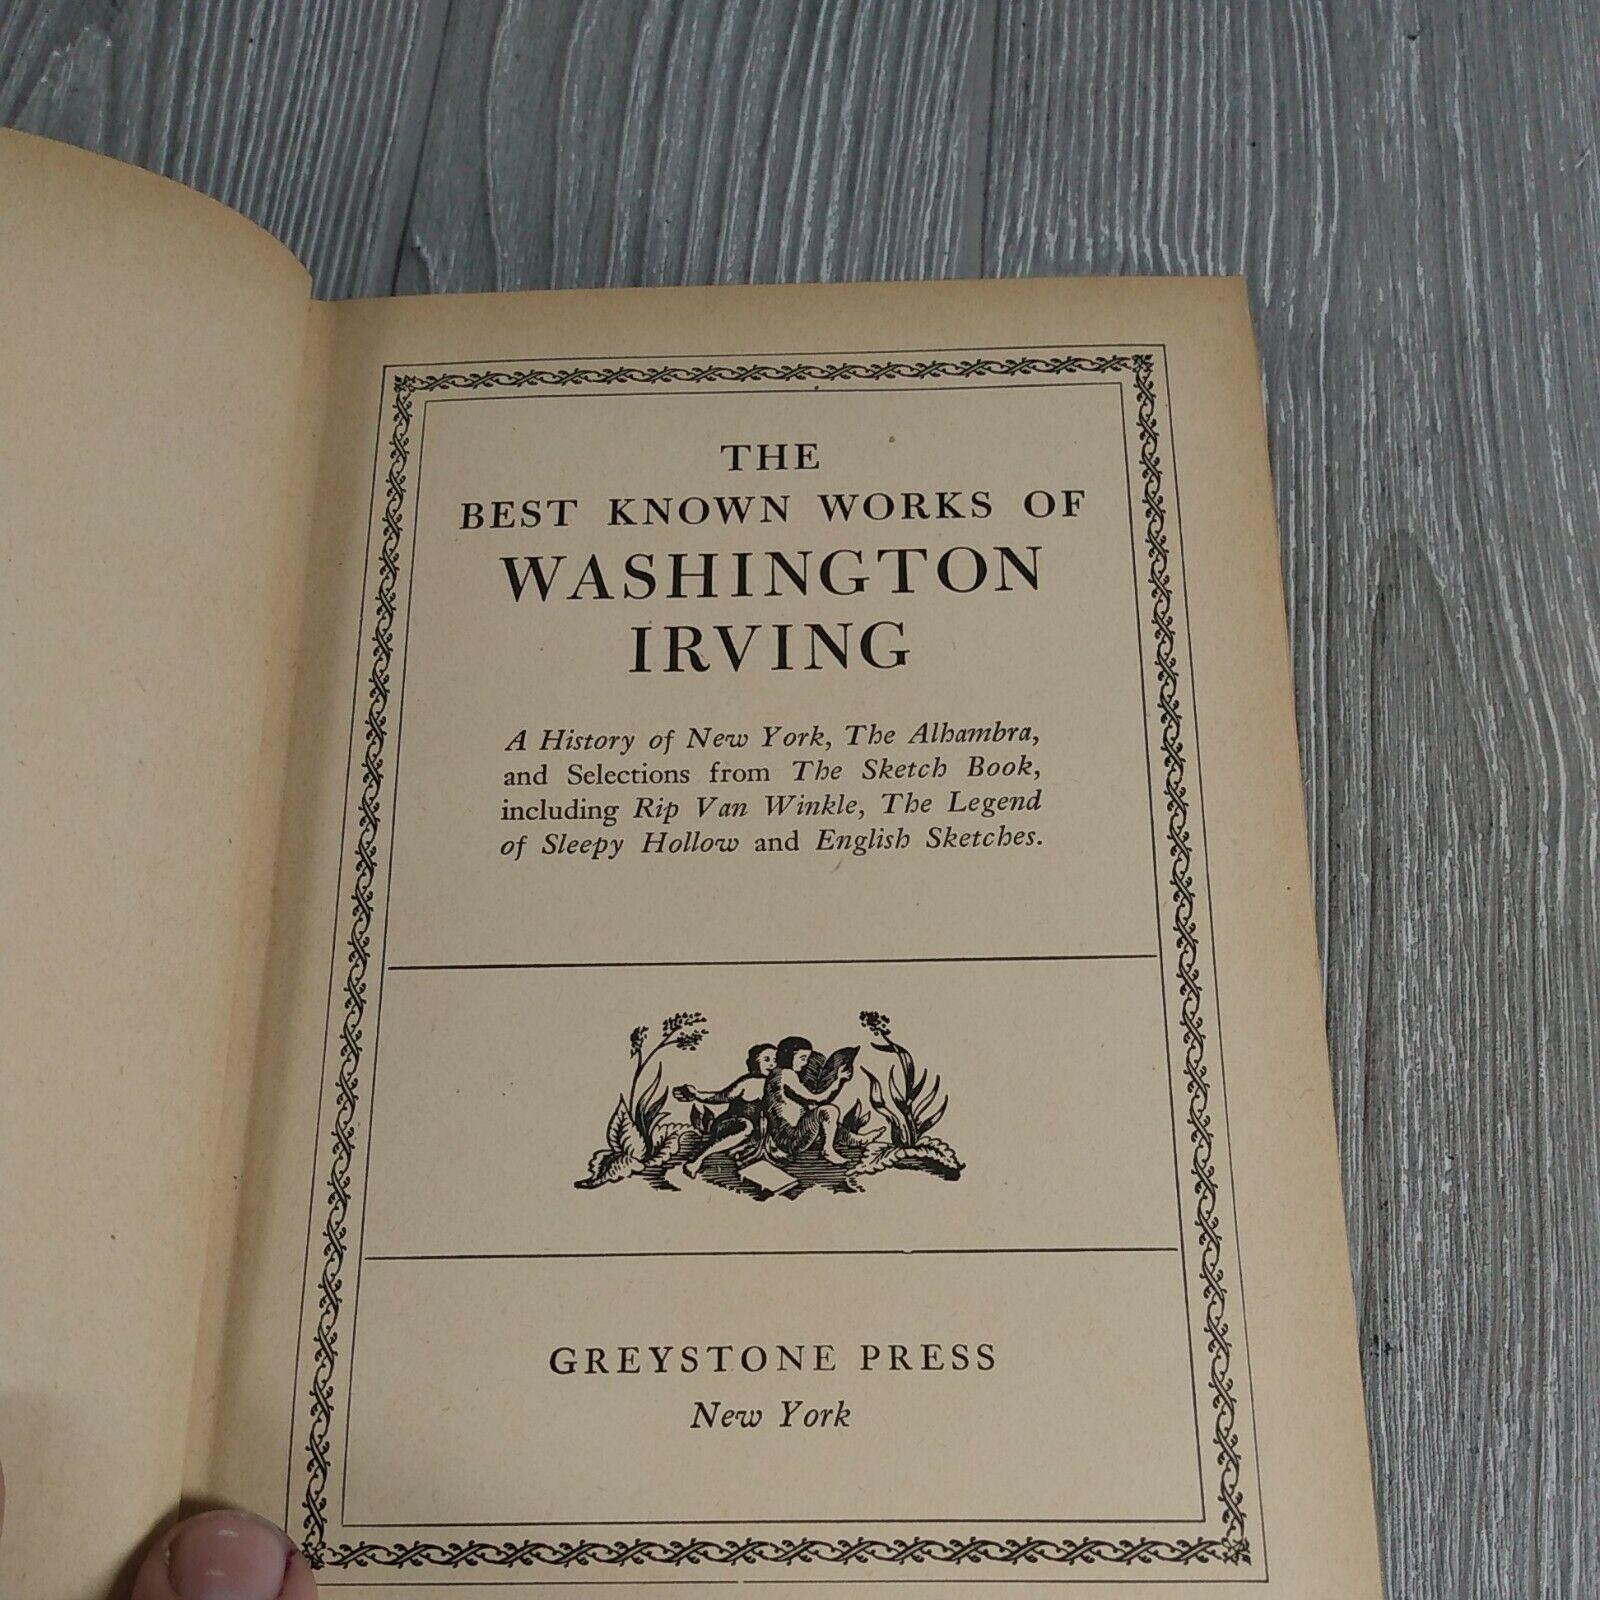 THE
BEST KNOWN WORKS OF
WASHINGTON
IRVING
A History of New York, The Alhambra,
and Selections from The Sketch Book,
including Rip Van Winkle, The Legend
of Sleepy Hollow and English Sketches.
GREYSTONE PRESS
New York